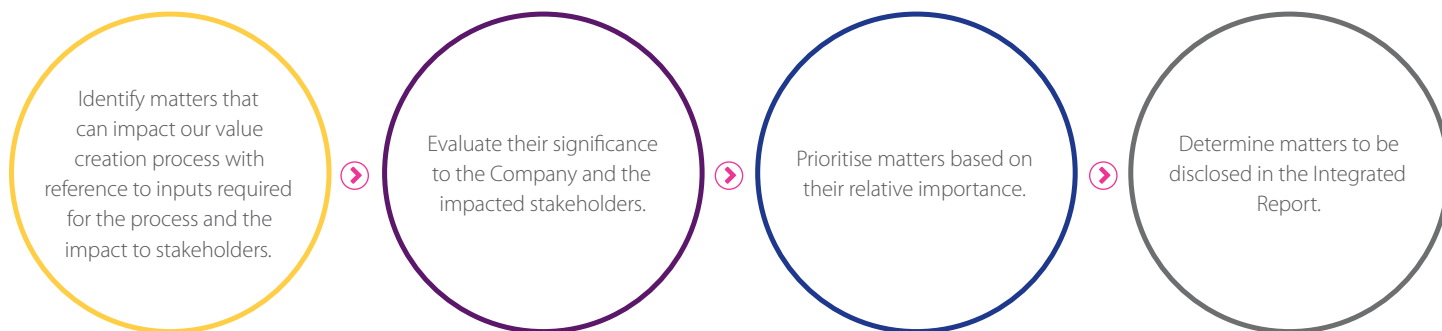 Identify matters that
can impact our value
creation process with
reference to inputs required
for the process and the
impact to stakeholders.
Evaluate their significance
to the Company and the
impacted stakeholders.
Prioritise matters based on
their relative importance.
Determine matters to be
disclosed in the Integrated
Report.